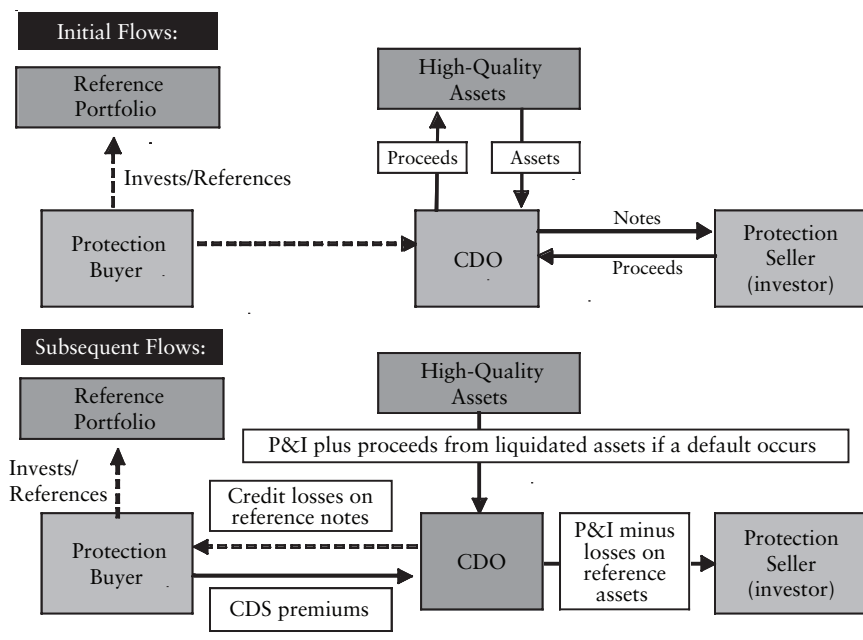 Initial Flows:
Reference
Portfolio
High-Quality
Assets
Proceeds
Assets
Invests/References
Protection
Buyer
CDO
Notes
Proceeds
Protection
Seller
(investor)
Subsequent Flows:
Reference
Portfolio
High-Quality
Assets
P&I plus proceeds from liquidated assets if a default occurs
Invests/
References
Credit losses on
reference notes
Protection
Buyer
CDO
P&I minus
losses on
reference
assets
Protection
Seller
(investor)
CDS premiums